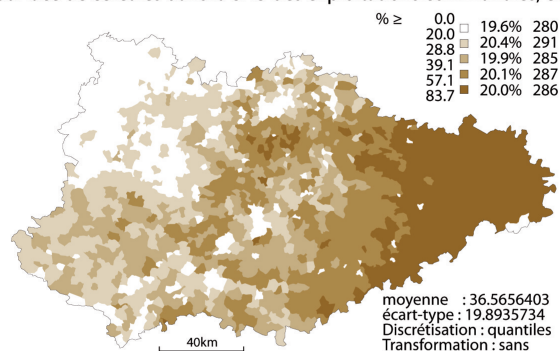 % ≥
0.0
20.0 19.6% 280
28.8 20.4% 291
39.1 19.9% 285
57.1 20.1% 287
83.7 20.0% 286
moyenne : 36.5656403
écart-type : 19.8935734
Discrétisation : quantiles
Transformation : sans
40km